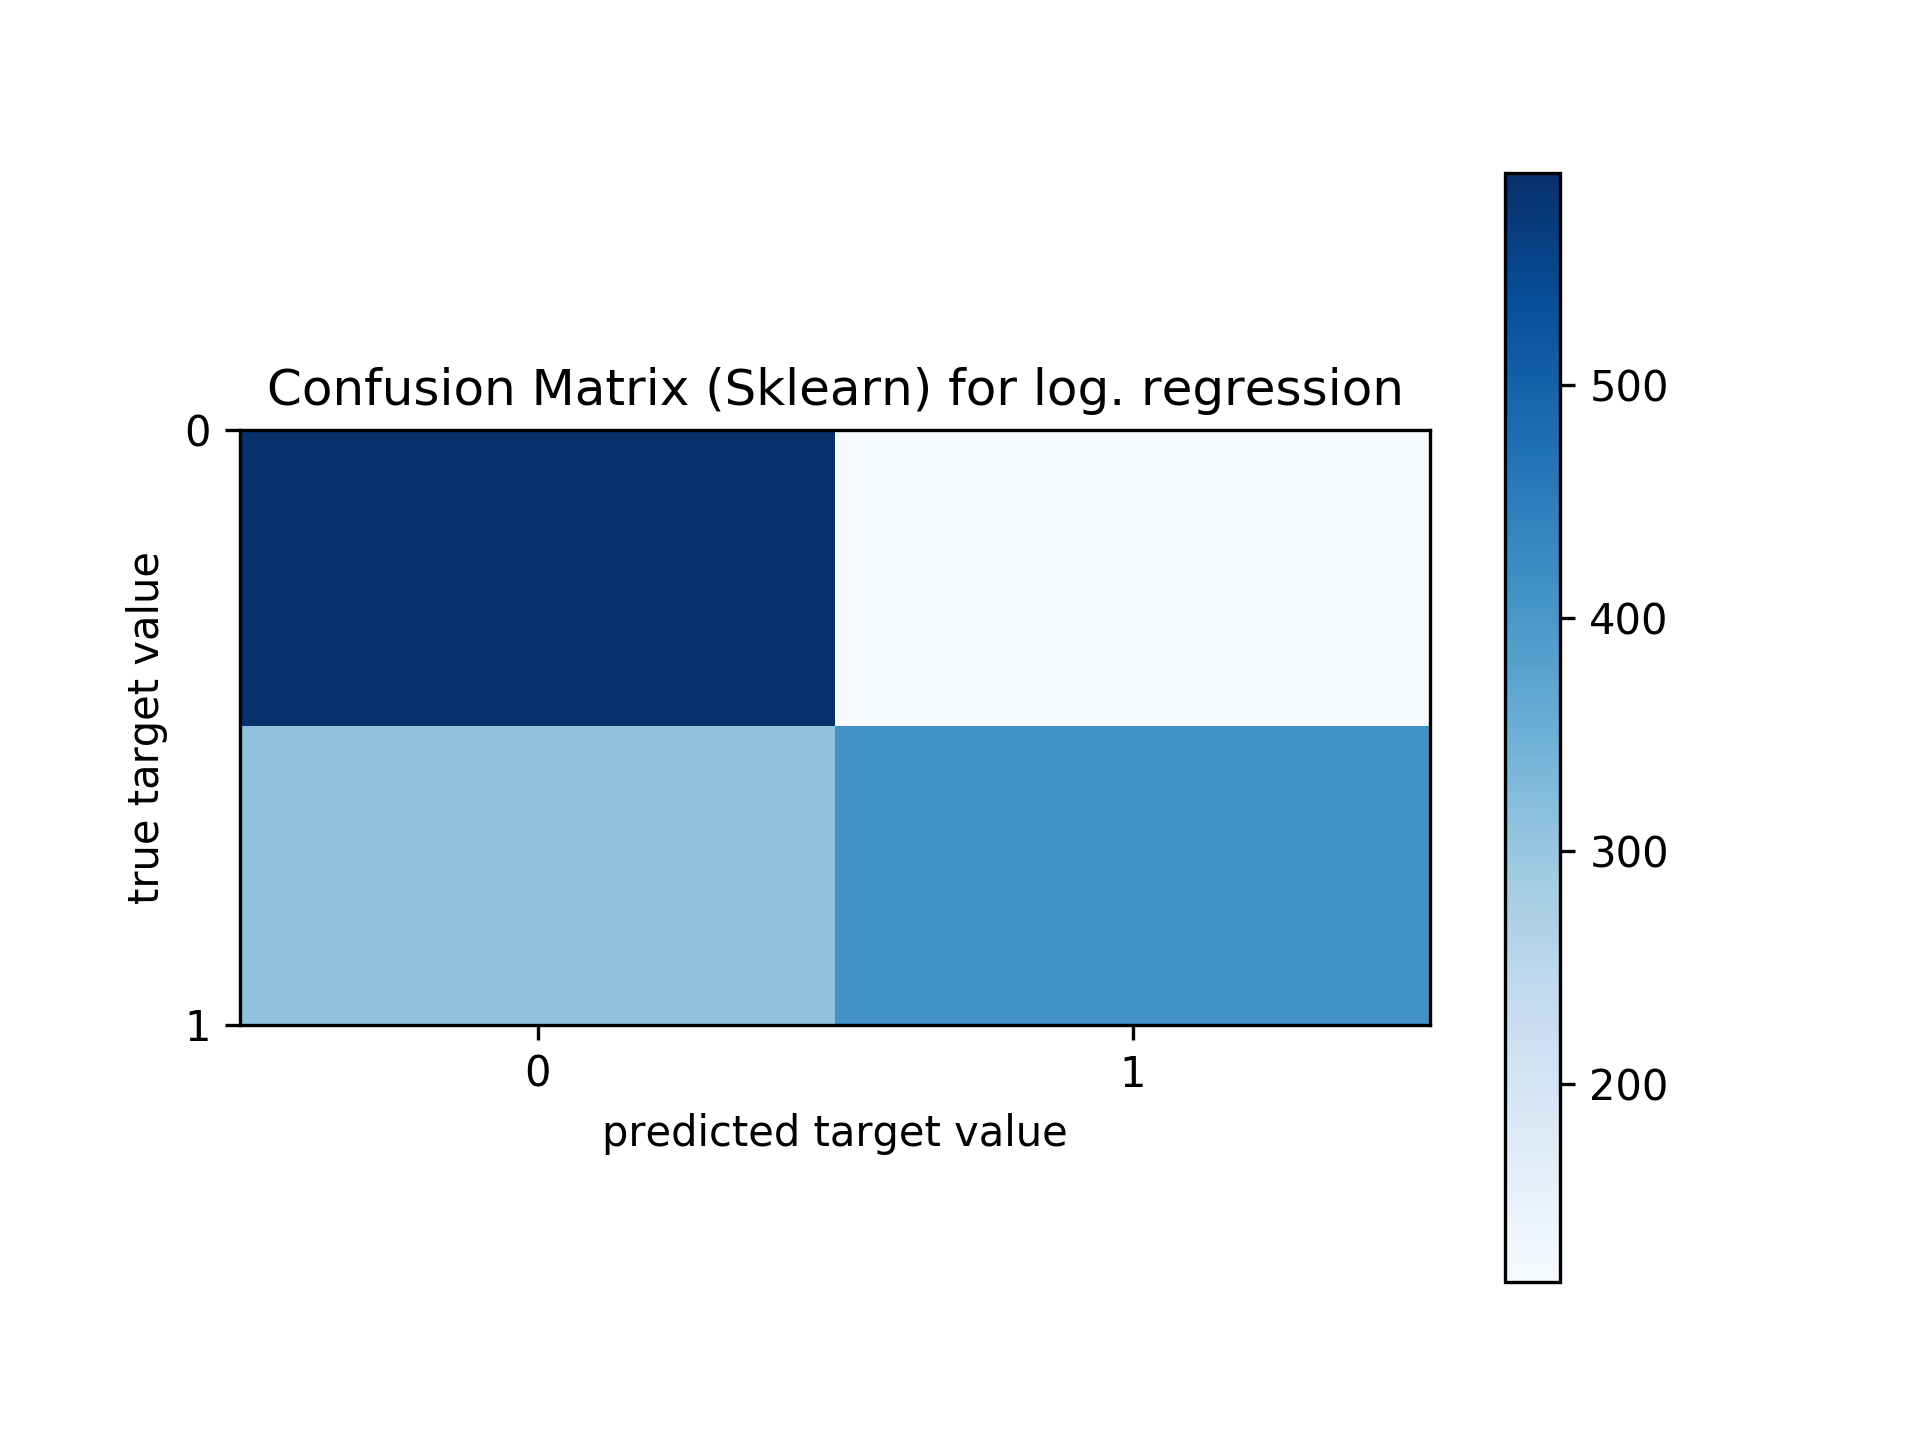 Confusion Matrix (Sklearn) for log. regression
0
true target value
1
0
1
predicted target value
500
400
300
200